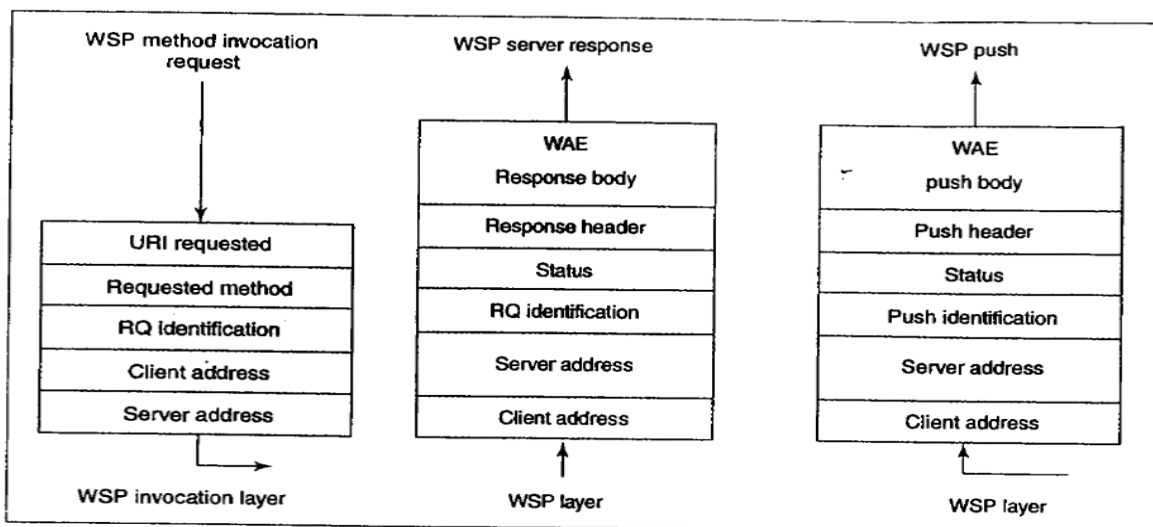 WSP method invocation
request
URI requested
Requested method
RQ identification
Client address
Server address
WSP invocation layer
WSP server response
WAE
Response body
Response header
Status
RQ identification
Server address
Client address
WSP layer
WSP push
WAE
push body
Push header
Status
Push identification
Server address
Client address
WSP layer